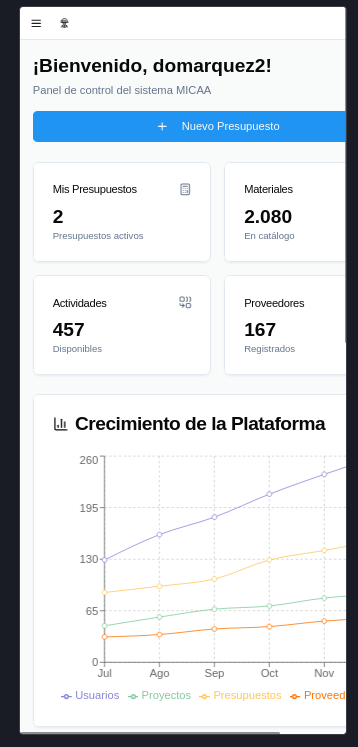 ¡Bienvenido, domarquez2!
Panel de control del sistema MICAA
+ Nuevo Presupuesto
Mis Presupuestos
2
Presupuestos activos
Materiales
2.080
En catálogo
Actividades
457
Disponibles
Proveedores
167
Registrados
Crecimiento de la Plataforma
260
195
130
65
0
Jul Ago Sep Oct Nov
Usuarios Proyectos Presupuestos Proveed